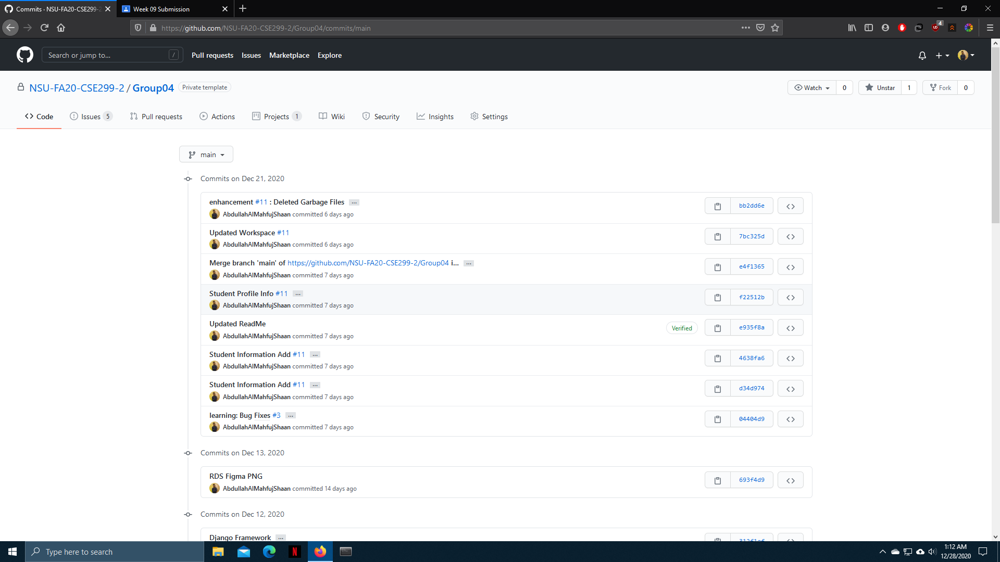 Commits · NSU-FA20-CSE299-2
Week 09 Submission
https://github.com/NSU-FA20-CSE299-2/Group04/commits/main
4
Search or jump to...
/
Pull requests
Issues
Marketplace
Explore
NSU-FA20-CSE299-2 / Group04
Private template
Watch 0
Unstar 1
Fork 0
Code
Issues 5
Pull requests
Actions
Projects 1
Wiki
Security
Insights
Settings
main
Commits on Dec 21, 2020
enhancement #11 : Deleted Garbage Files …
bb2dd6e
AbdullahAlMahfujShaan committed 6 days ago
Updated Workspace #11
7bc325d
AbdullahAlMahfujShaan committed 6 days ago
Merge branch 'main' of https://github.com/NSU-FA20-CSE299-2/Group04 i... …
e4f1365
AbdullahAlMahfujShaan committed 7 days ago
Student Profile Info #11 …
f22512b
AbdullahAlMahfujShaan committed 7 days ago
Updated ReadMe
Verified
e935f8a
AbdullahAlMahfujShaan committed 7 days ago
Student Information Add #11 …
4638fa6
AbdullahAlMahfujShaan committed 7 days ago
Student Information Add #11 …
d34d974
AbdullahAlMahfujShaan committed 7 days ago
learning: Bug Fixes #3 …
04404d9
AbdullahAlMahfujShaan committed 7 days ago
Commits on Dec 13, 2020
RDS Figma PNG
693f4d9
AbdullahAlMahfujShaan committed 14 days ago
Commits on Dec 12, 2020
Django Framework …
Type here to search
1:12 AM
12/28/2020